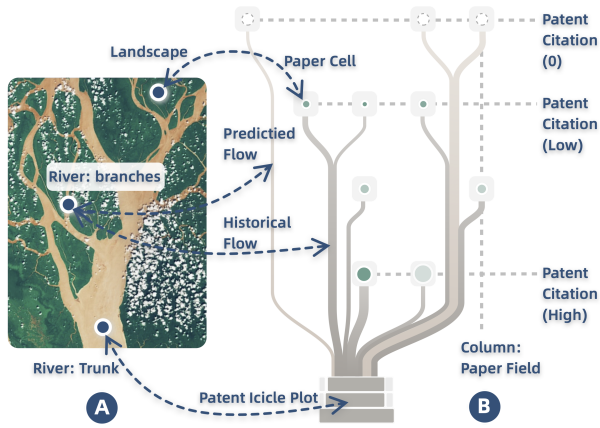 Landscape
Paper Cell
Patent
Citation
(0)
Patent
Citation
(Low)
Predictied
Flow
River: branches
Historical
Flow
Patent
Citation
(High)
River: Trunk
Column:
Paper Field
Patent Icicle Plot
A
B